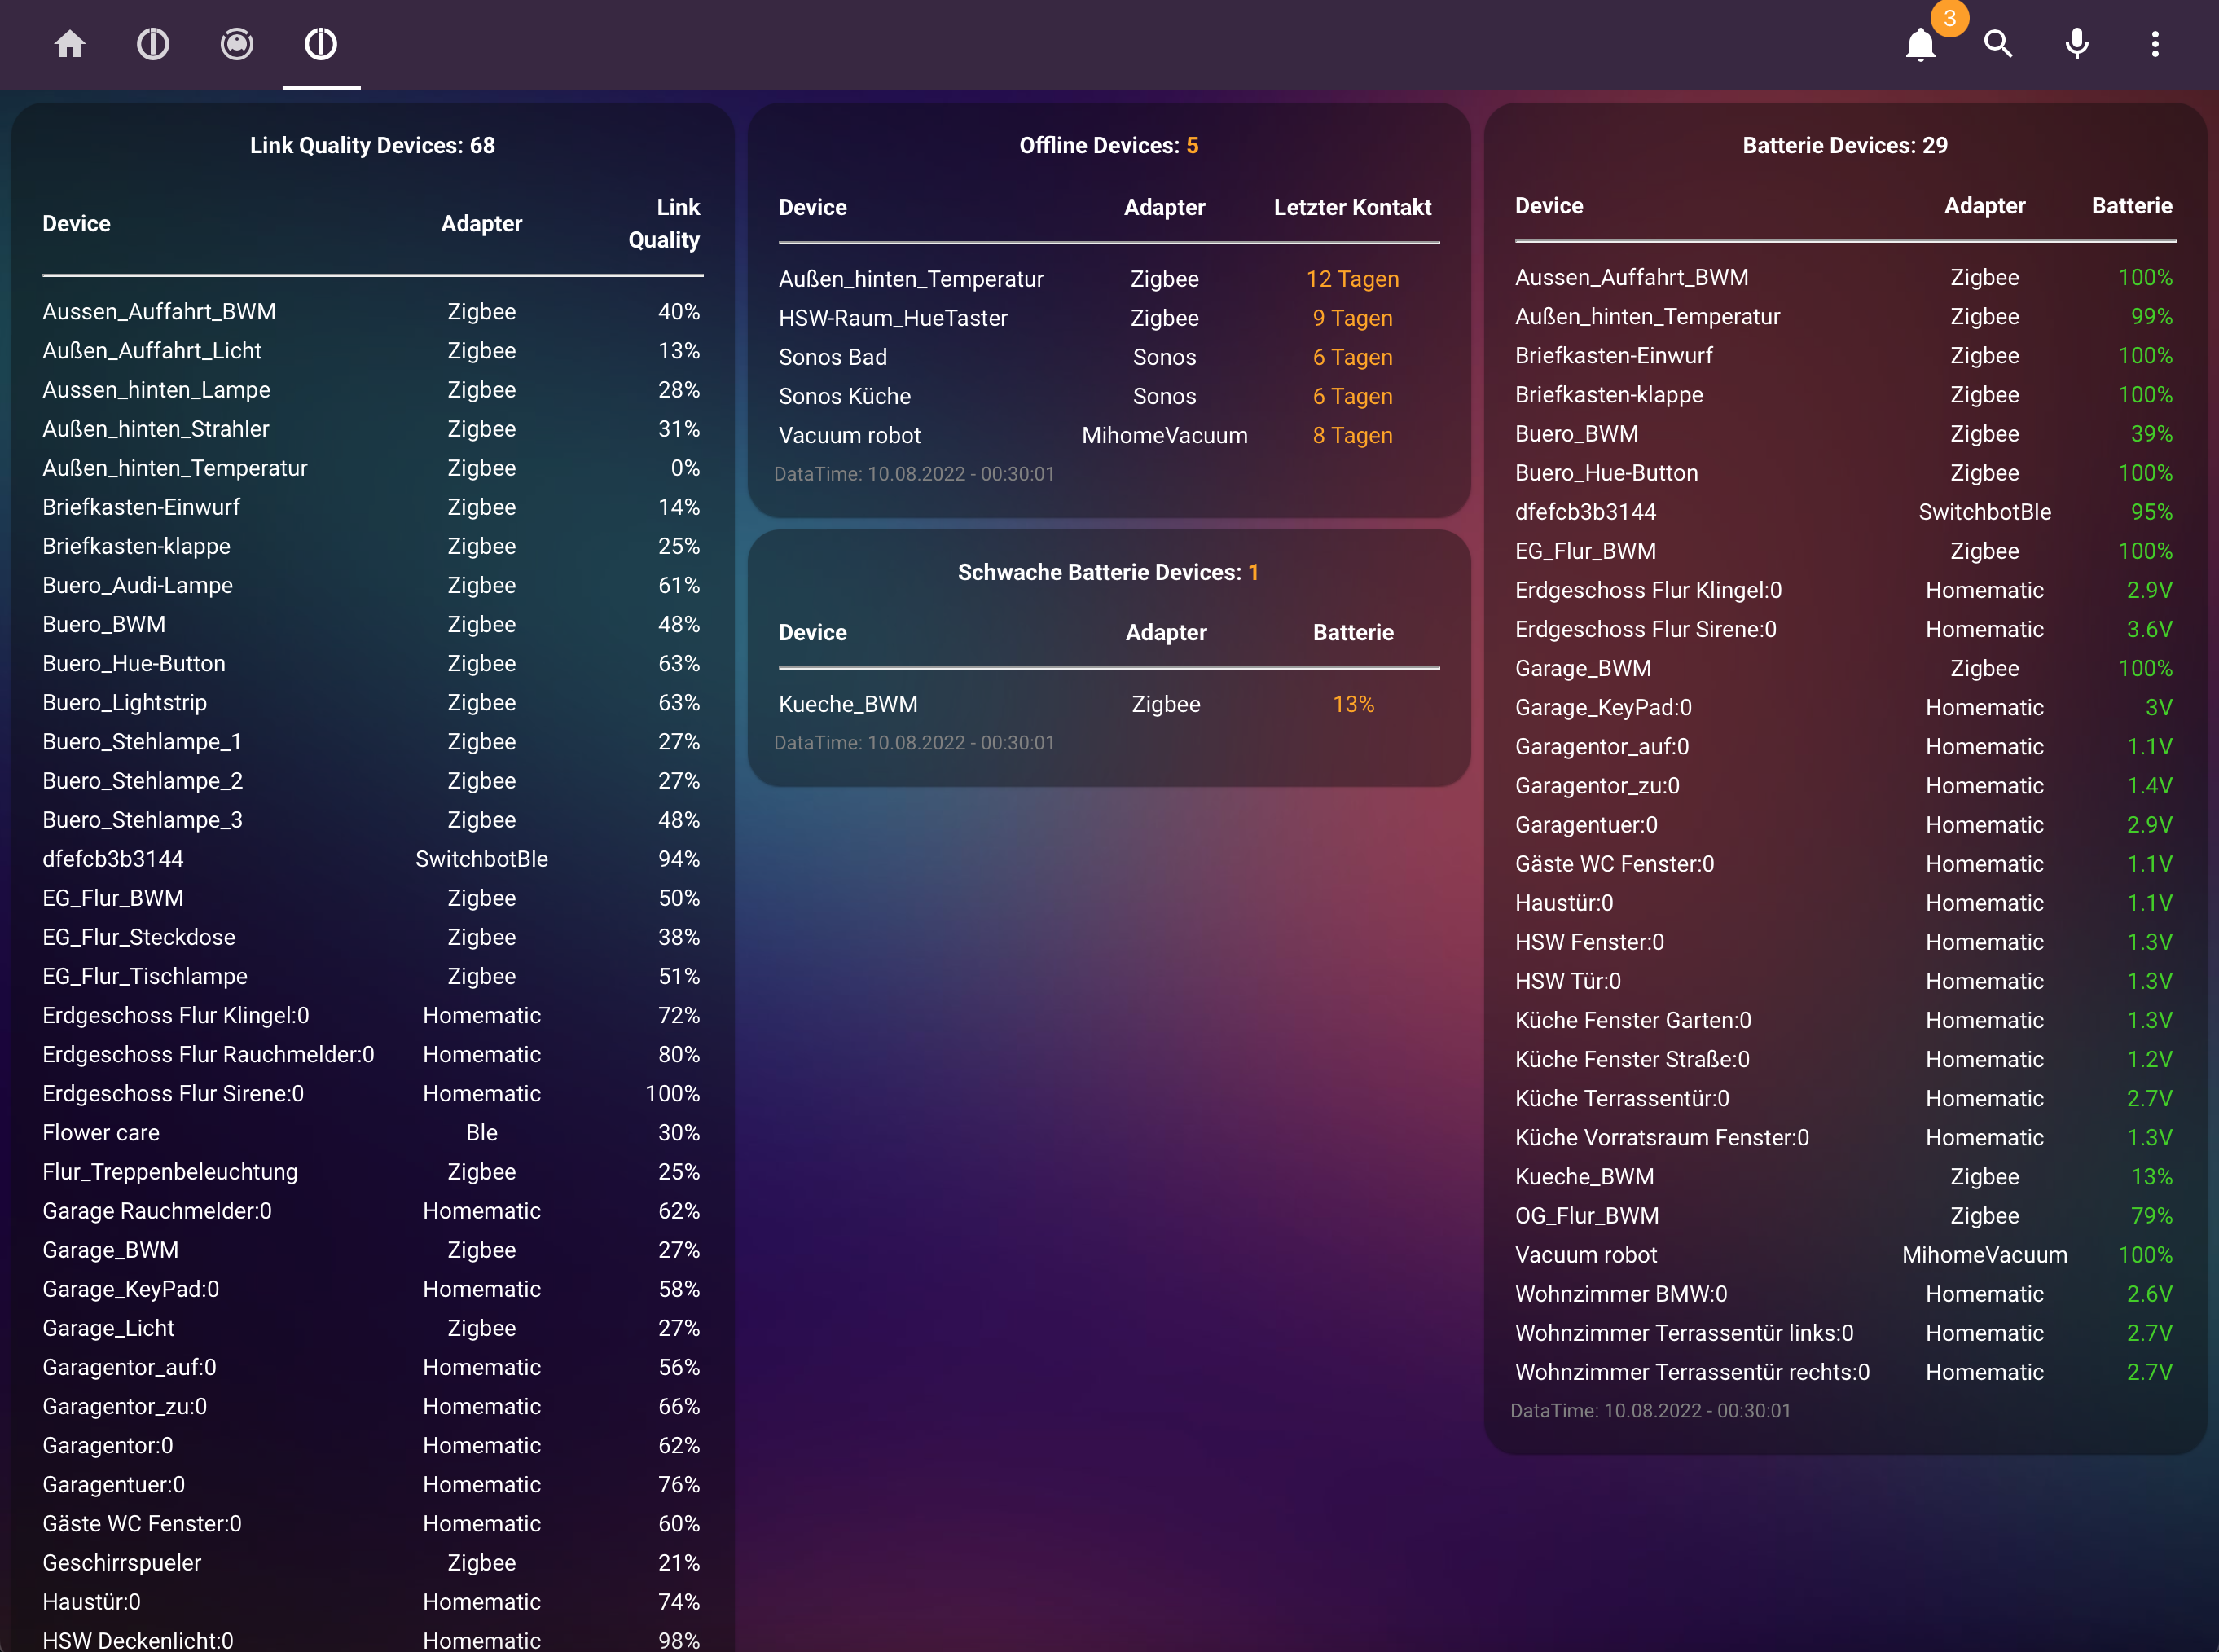 3
Link Quality Devices: 68
Device Adapter Link Quality
Aussen_Auffahrt_BWM Zigbee 40%
Außen_Auffahrt_Licht Zigbee 13%
Aussen_hinten_Lampe Zigbee 28%
Außen_hinten_Strahler Zigbee 31%
Außen_hinten_Temperatur Zigbee 0%
Briefkasten-Einwurf Zigbee 14%
Briefkasten-klappe Zigbee 25%
Buero_Audi-Lampe Zigbee 61%
Buero_BWM Zigbee 48%
Buero_Hue-Button Zigbee 63%
Buero_Lightstrip Zigbee 63%
Buero_Stehlampe_1 Zigbee 27%
Buero_Stehlampe_2 Zigbee 27%
Buero_Stehlampe_3 Zigbee 48%
dfefcb3b3144 SwitchbotBle 94%
EG_Flur_BWM Zigbee 50%
EG_Flur_Steckdose Zigbee 38%
EG_Flur_Tischlampe Zigbee 51%
Erdgeschoss Flur Klingel:0 Homematic 72%
Erdgeschoss Flur Rauchmelder:0 Homematic 80%
Erdgeschoss Flur Sirene:0 Homematic 100%
Flower care Ble 30%
Flur_Treppenbeleuchtung Zigbee 25%
Garage Rauchmelder:0 Homematic 62%
Garage_BWM Zigbee 27%
Garage_KeyPad:0 Homematic 58%
Garage_Licht Zigbee 27%
Garagentor_auf:0 Homematic 56%
Garagentor_zu:0 Homematic 66%
Garagentor:0 Homematic 62%
Garagentuer:0 Homematic 76%
Gäste WC Fenster:0 Homematic 60%
Geschirrspueler Zigbee 21%
Haustür:0 Homematic 74%
HSW Deckenlicht:0 Homematic 98%
Offline Devices: 5
Device Adapter Letzter Kontakt
Außen_hinten_Temperatur Zigbee 12 Tagen
HSW-Raum_HueTaster Zigbee 9 Tagen
Sonos Bad Sonos 6 Tagen
Sonos Küche Sonos 6 Tagen
Vacuum robot MihomeVacuum 8 Tagen
DataTime: 10.08.2022 - 00:30:01
Schwache Batterie Devices: 1
Device Adapter Batterie
Kueche_BWM Zigbee 13%
DataTime: 10.08.2022 - 00:30:01
Batterie Devices: 29
Device Adapter Batterie
Aussen_Auffahrt_BWM Zigbee 100%
Außen_hinten_Temperatur Zigbee 99%
Briefkasten-Einwurf Zigbee 100%
Briefkasten-klappe Zigbee 100%
Buero_BWM Zigbee 39%
Buero_Hue-Button Zigbee 100%
dfefcb3b3144 SwitchbotBle 95%
EG_Flur_BWM Zigbee 100%
Erdgeschoss Flur Klingel:0 Homematic 2.9V
Erdgeschoss Flur Sirene:0 Homematic 3.6V
Garage_BWM Zigbee 100%
Garage_KeyPad:0 Homematic 3V
Garagentor_auf:0 Homematic 1.1V
Garagentor_zu:0 Homematic 1.4V
Garagentuer:0 Homematic 2.9V
Gäste WC Fenster:0 Homematic 1.1V
Haustür:0 Homematic 1.1V
HSW Fenster:0 Homematic 1.3V
HSW Tür:0 Homematic 1.3V
Küche Fenster Garten:0 Homematic 1.3V
Küche Fenster Straße:0 Homematic 1.2V
Küche Terrassentür:0 Homematic 2.7V
Küche Vorratsraum Fenster:0 Homematic 1.3V
Kueche_BWM Zigbee 13%
OG_Flur_BWM Zigbee 79%
Vacuum robot MihomeVacuum 100%
Wohnzimmer BMW:0 Homematic 2.6V
Wohnzimmer Terrassentür links:0 Homematic 2.7V
Wohnzimmer Terrassentür rechts:0 Homematic 2.7V
DataTime: 10.08.2022 - 00:30:01